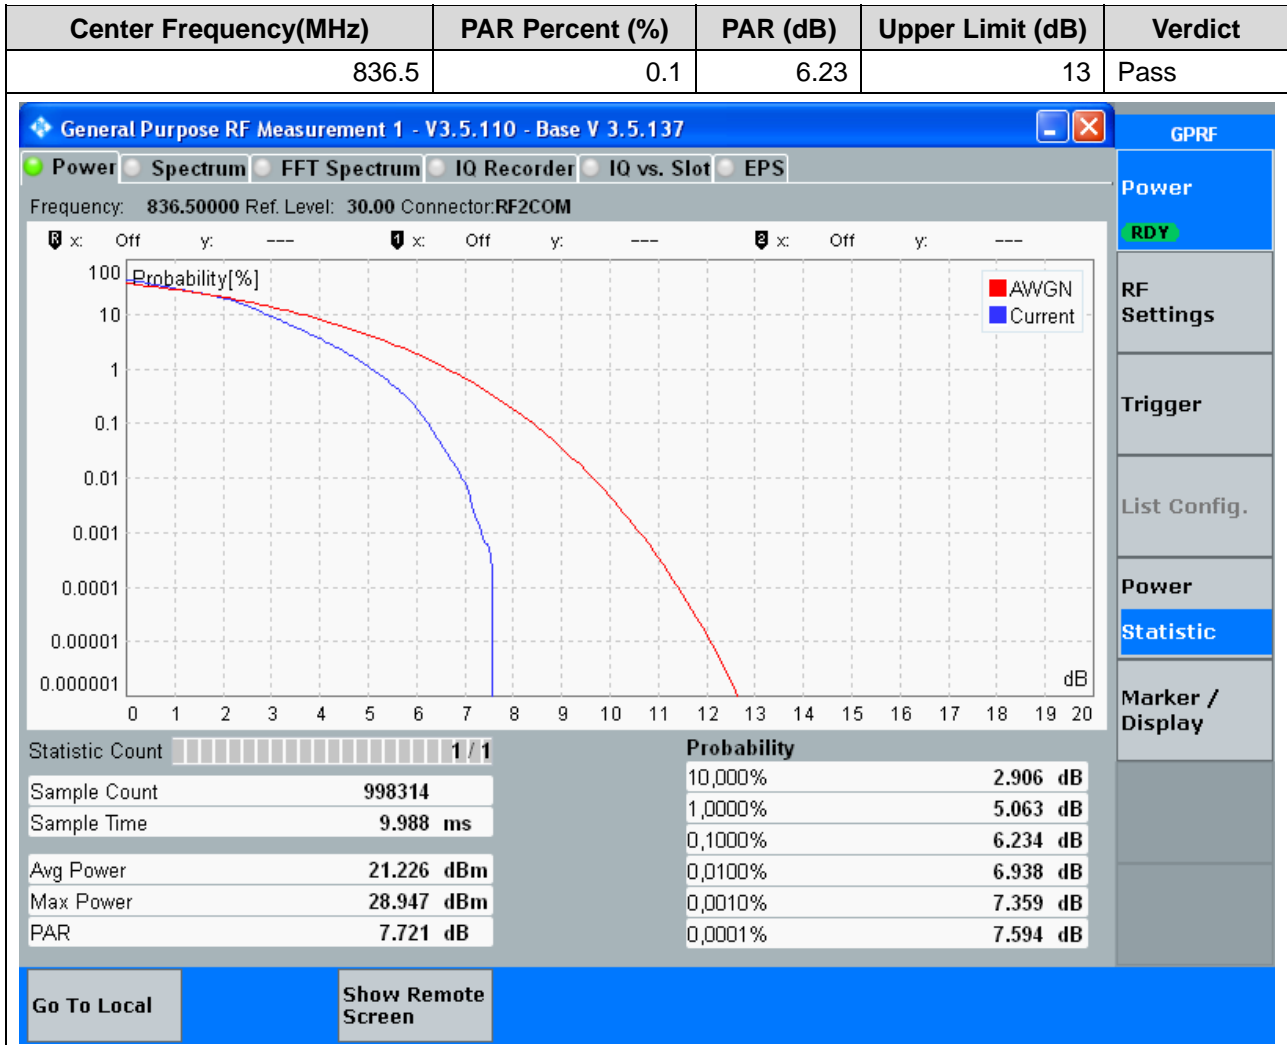 Center Frequency(MHz) PAR Percent (%) PAR (dB) Upper Limit (dB) Verdict
836.5 0.1 6.23 13 Pass
General Purpose RF Measurement 1 - V3.5.110 - Base V 3.5.137
GPRF
Power Spectrum FFT Spectrum IQ Recorder IQ vs. Slot EPS
Power
RDY
Frequency: 836.50000 Ref. Level: 30.00 Connector:RF2COM
R x: Off y: --- 1 x: Off y: --- 2 x: Off y: ---
Probability[%]
AWGN
Current
100
10
1
0.1
0.01
0.001
0.0001
0.00001
0.000001
dB
0 1 2 3 4 5 6 7 8 9 10 11 12 13 14 15 16 17 18 19 20
RF
Settings
Trigger
List Config.
Power
Statistic
Marker /
Display
Statistic Count 1 / 1
Sample Count 998314
Sample Time 9.988 ms
Avg Power 21.226 dBm
Max Power 28.947 dBm
PAR 7.721 dB
Probability
10,000% 2.906 dB
1,0000% 5.063 dB
0,1000% 6.234 dB
0,0100% 6.938 dB
0,0010% 7.359 dB
0,0001% 7.594 dB
Go To Local
Show Remote
Screen